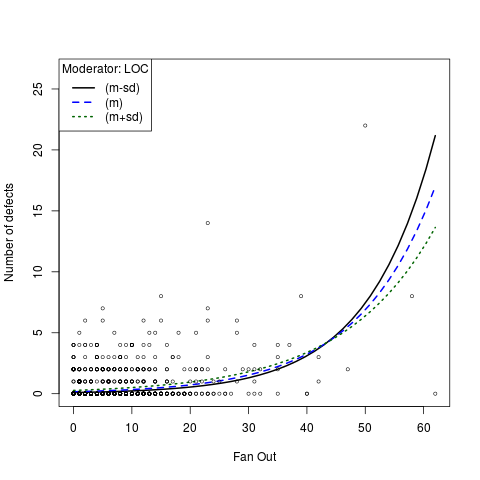 Moderator: LOC
(m-sd)
(m)
(m+sd)
25
20
15
10
5
0
Number of defects
0 10 20 30 40 50 60
Fan Out